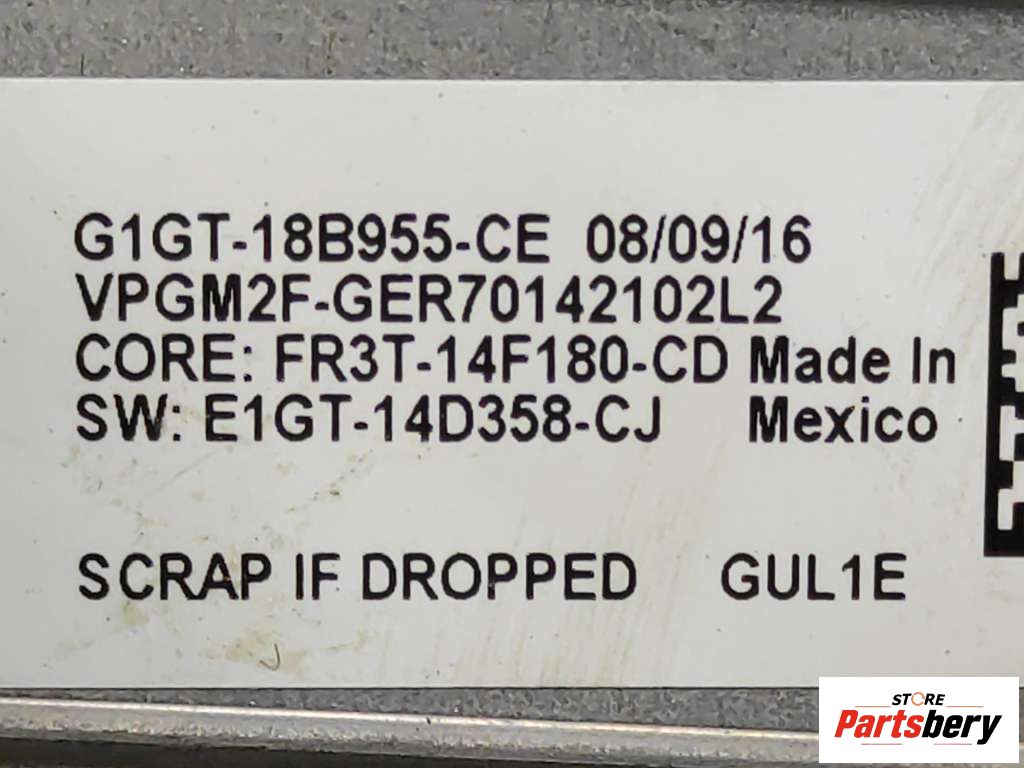 G1GT-18B955-CE 08/09/16
VPGM2F-GER70142102L2
CORE: FR3T-14F180-CD Made In
SW: E1GT-14D358-CJ Mexico
SCRAP IF DROPPED GUL1E
STORE
Partsbery